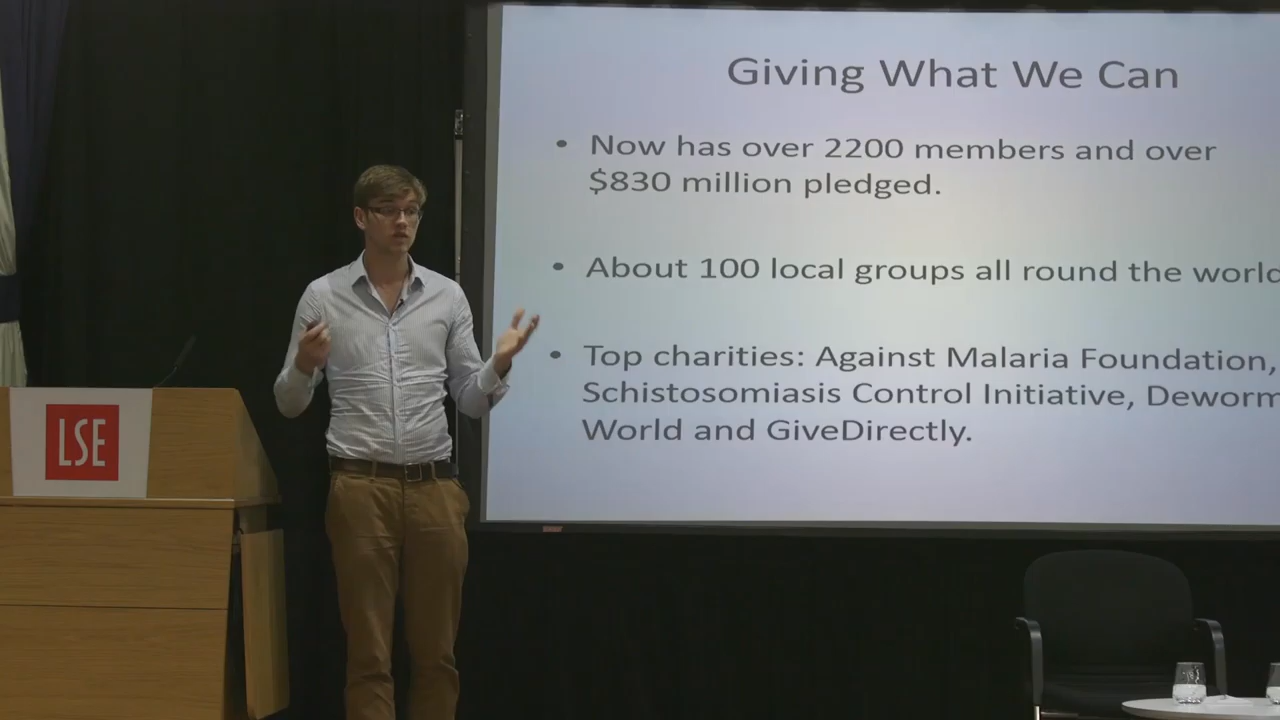 Giving What We Can
• Now has over 2200 members and over
$830 million pledged.
• About 100 local groups all round the world
• Top charities: Against Malaria Foundation,
Schistosomiasis Control Initiative, Deworm
World and GiveDirectly.
LSE